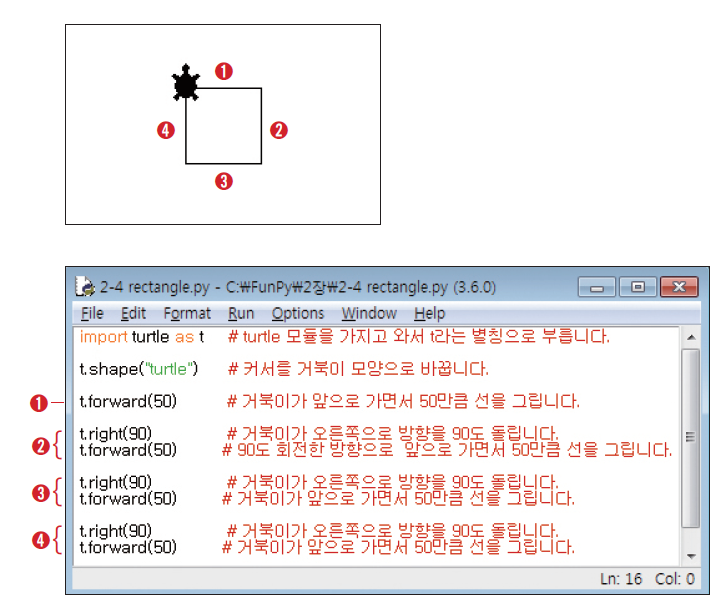 ❶
❹
❷
❸
2-4 rectangle.py - C:₩FunPy₩2장₩2-4 rectangle.py (3.6.0)
File Edit Format Run Options Window Help
import turtle as t # turtle 모듈을 가지고 와서 t라는 별칭으로 부릅니다.
t.shape("turtle") # 커서를 거북이 모양으로 바꿉니다.
❶ t.forward(50) # 거북이가 앞으로 가면서 50만큼 선을 그립니다.
❷ t.right(90) # 거북이가 오른쪽으로 방향을 90도 돌립니다.
t.forward(50) # 90도 회전한 방향으로 앞으로 가면서 50만큼 선을 그립니다.
❸ t.right(90) # 거북이가 오른쪽으로 방향을 90도 돌립니다.
t.forward(50) # 거북이가 앞으로 가면서 50만큼 선을 그립니다.
❹ t.right(90) # 거북이가 오른쪽으로 방향을 90도 돌립니다.
t.forward(50) # 거북이가 앞으로 가면서 50만큼 선을 그립니다.
Ln: 16 Col: 0